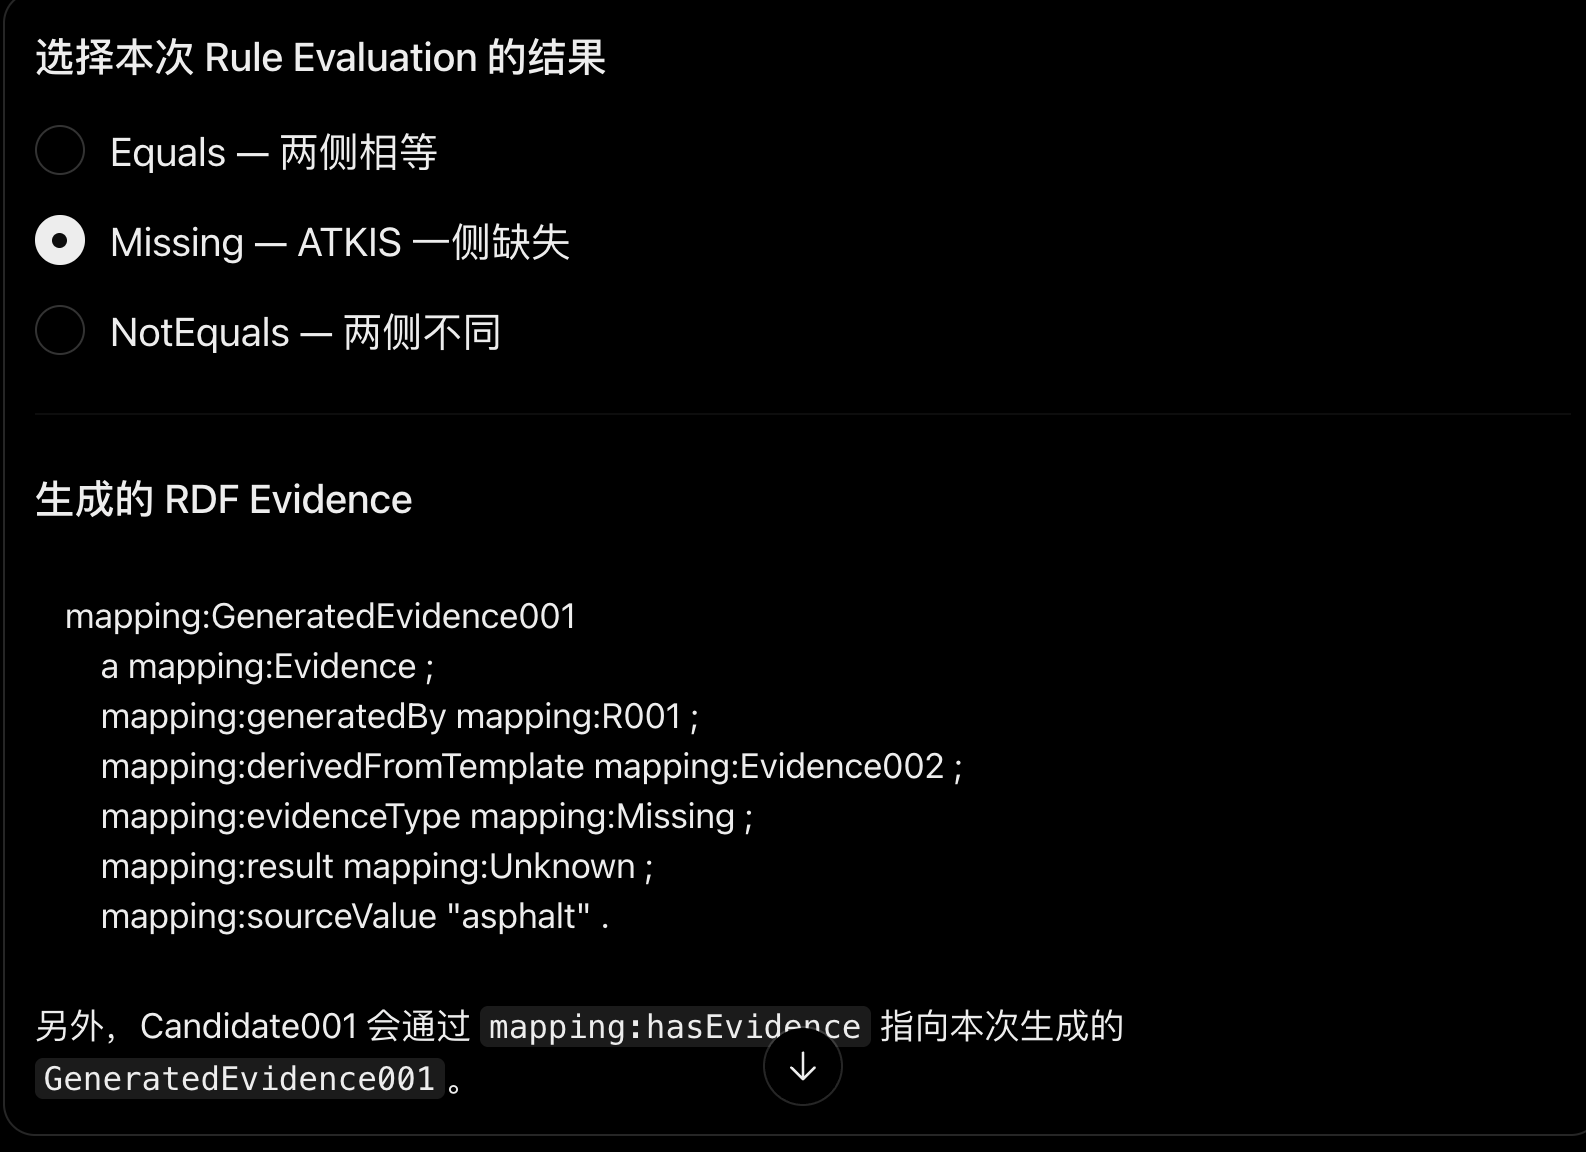 选择本次 Rule Evaluation 的结果
Equals — 两侧相等
Missing — ATKIS 一侧缺失
NotEquals — 两侧不同
生成的 RDF Evidence
mapping:GeneratedEvidence001
a mapping:Evidence ;
mapping:generatedBy mapping:R001 ;
mapping:derivedFromTemplate mapping:Evidence002 ;
mapping:evidenceType mapping:Missing ;
mapping:result mapping:Unknown ;
mapping:sourceValue "asphalt" .
另外，Candidate001 会通过 mapping:hasEvidence 指向本次生成的
GeneratedEvidence001 。